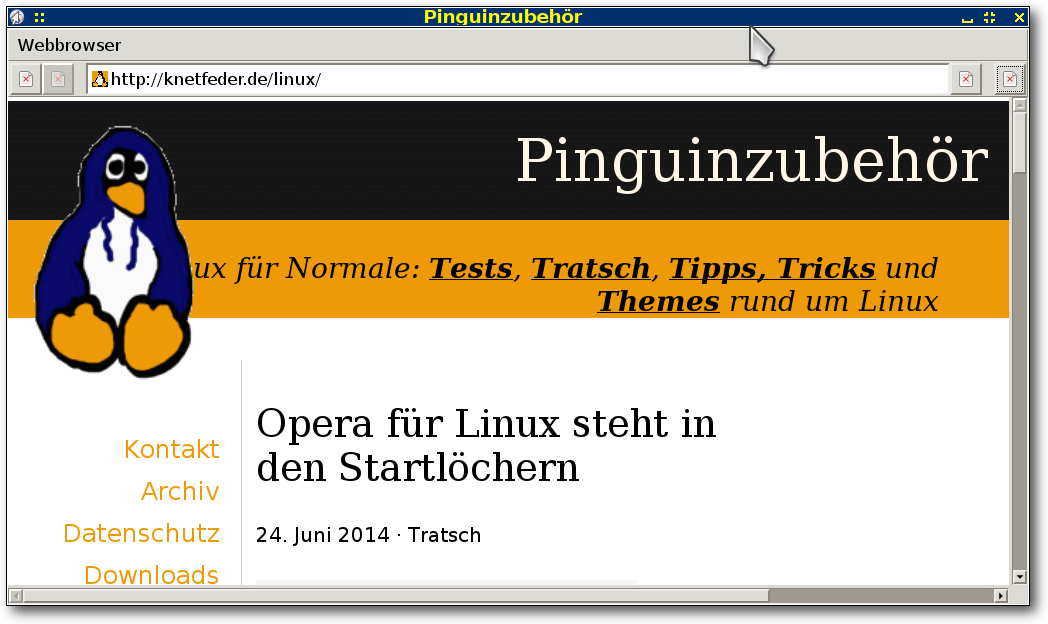 Pinguinzubehör
Webbrowser
http://knetfeder.de/linux/
Pinguinzubehör
ux für Normale: Tests, Tratsch, Tipps, Tricks und
Themes rund um Linux
Opera für Linux steht in
den Startlöchern
24. Juni 2014 · Tratsch
Kontakt
Archiv
Datenschutz
Downloads